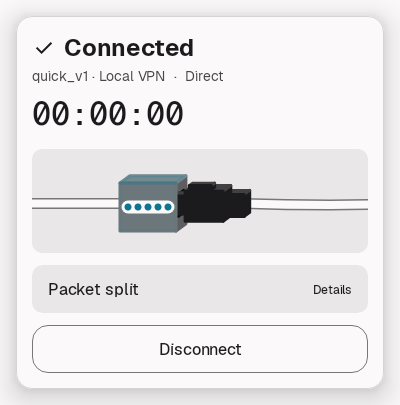 Connected
quick_v1 · Local VPN · Direct
00:00:00
Packet split
Details
Disconnect